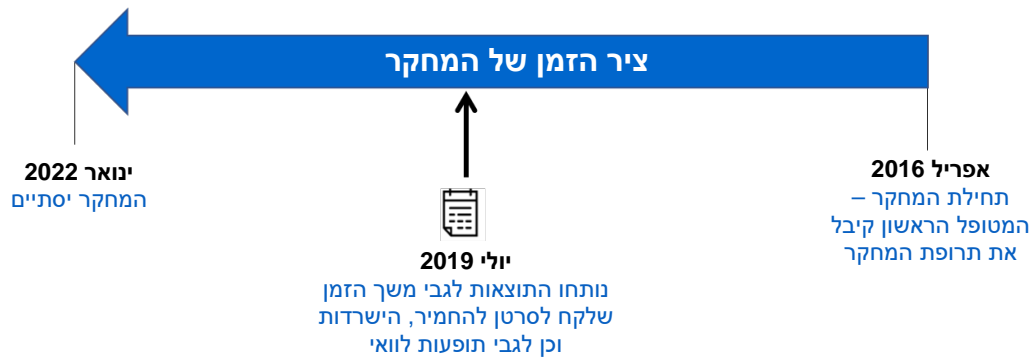 ציר הזמן של המחקר
אפריל 2016
תחילת המחקר –
המטופל הראשון קיבל
את תרופת המחקר
יולי 2019
נותחו התוצאות לגבי משך הזמן
שלקח לסרטן להחמיר, הישרדות
וכן לגבי תופעות לוואי
ינואר 2022
המחקר יסתיים